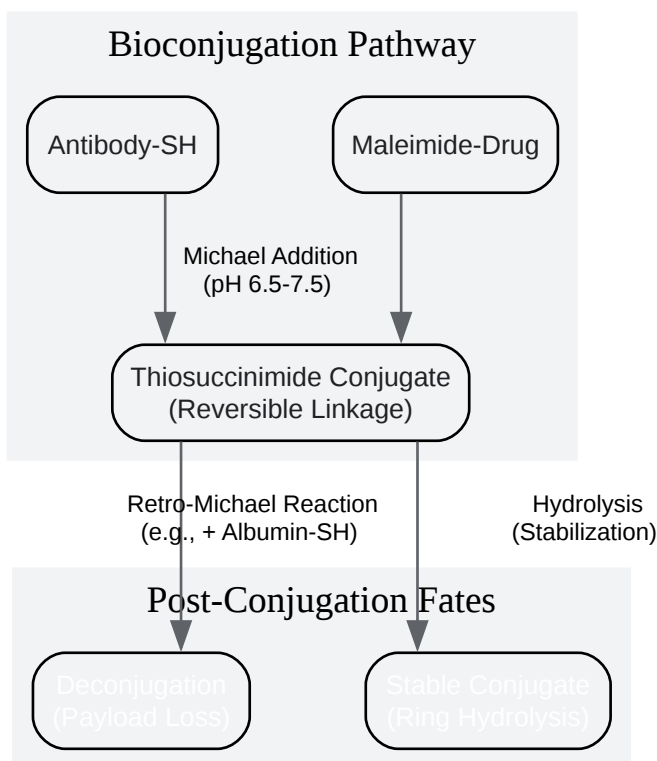 Bioconjugation Pathway
Antibody-SH
Maleimide-Drug
Michael Addition
(pH 6.5-7.5)
Thiosuccinimide Conjugate
(Reversible Linkage)
Retro-Michael Reaction
(e.g., + Albumin-SH)
Hydrolysis
(Stabilization)
Post-Conjugation Fates
Deconjugation
(Payload Loss)
Stable Conjugate
(Ring Hydrolysis)